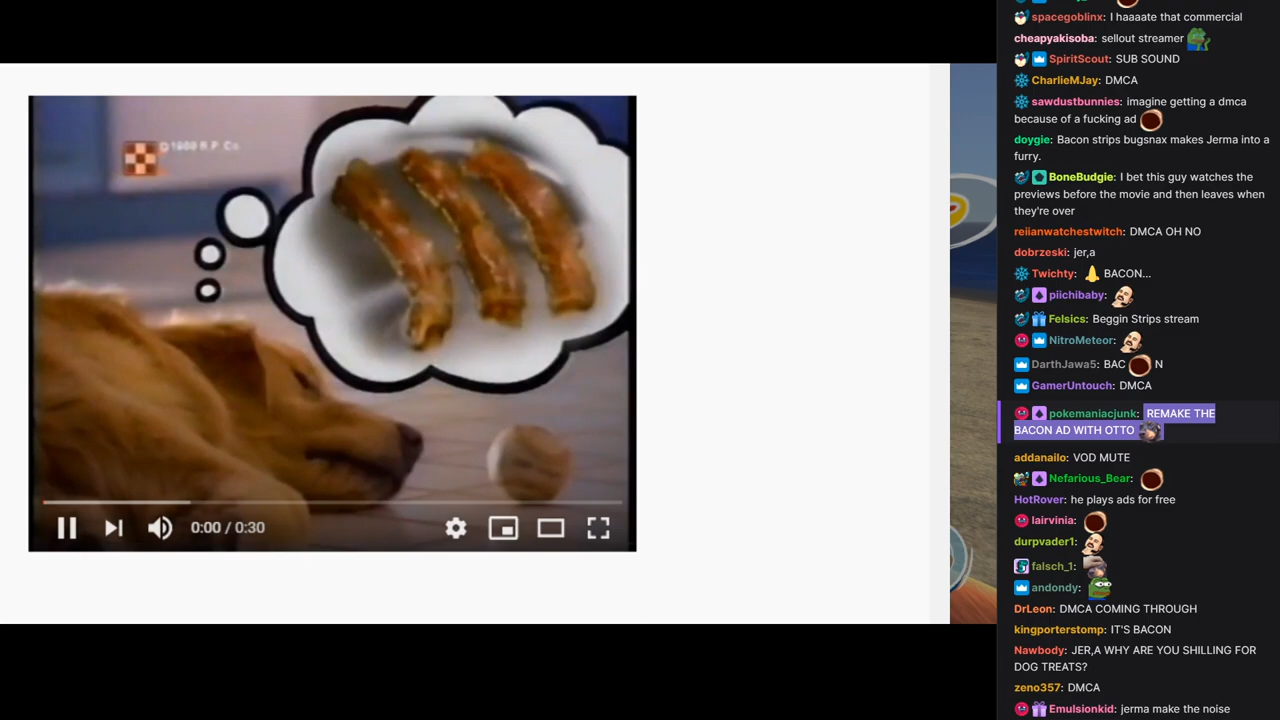 spacegoblinx: I haaaate that commercial
cheapyakisoba: sellout streamer
SpiritScout: SUB SOUND
CharlieMJay: DMCA
sawdustbunnies: imagine getting a dmca
because of a fucking ad
doygie: Bacon strips bugsnax makes Jerma into a
furry.
BoneBudgie: I bet this guy watches the
previews before the movie and then leaves when
they're over
reiianwatchestwitch: DMCA OH NO
dobrzeski: jer,a
Twichty: BACON...
piichibaby:
Felsics: Beggin Strips stream
NitroMeteor:
DarthJawa5: BAC N
GamerUntouch: DMCA
pokemaniacjunk: REMAKE THE
BACON AD WITH OTTO
addanailo: VOD MUTE
Nefarious_Bear:
HotRover: he plays ads for free
lairvinia:
durpvader1:
falsch_1:
andondy:
DrLeon: DMCA COMING THROUGH
kingporterstomp: IT'S BACON
Nawbody: JER,A WHY ARE YOU SHILLING FOR
DOG TREATS?
zeno357: DMCA
Emulsionkid: jerma make the noise
0:00 / 0:30